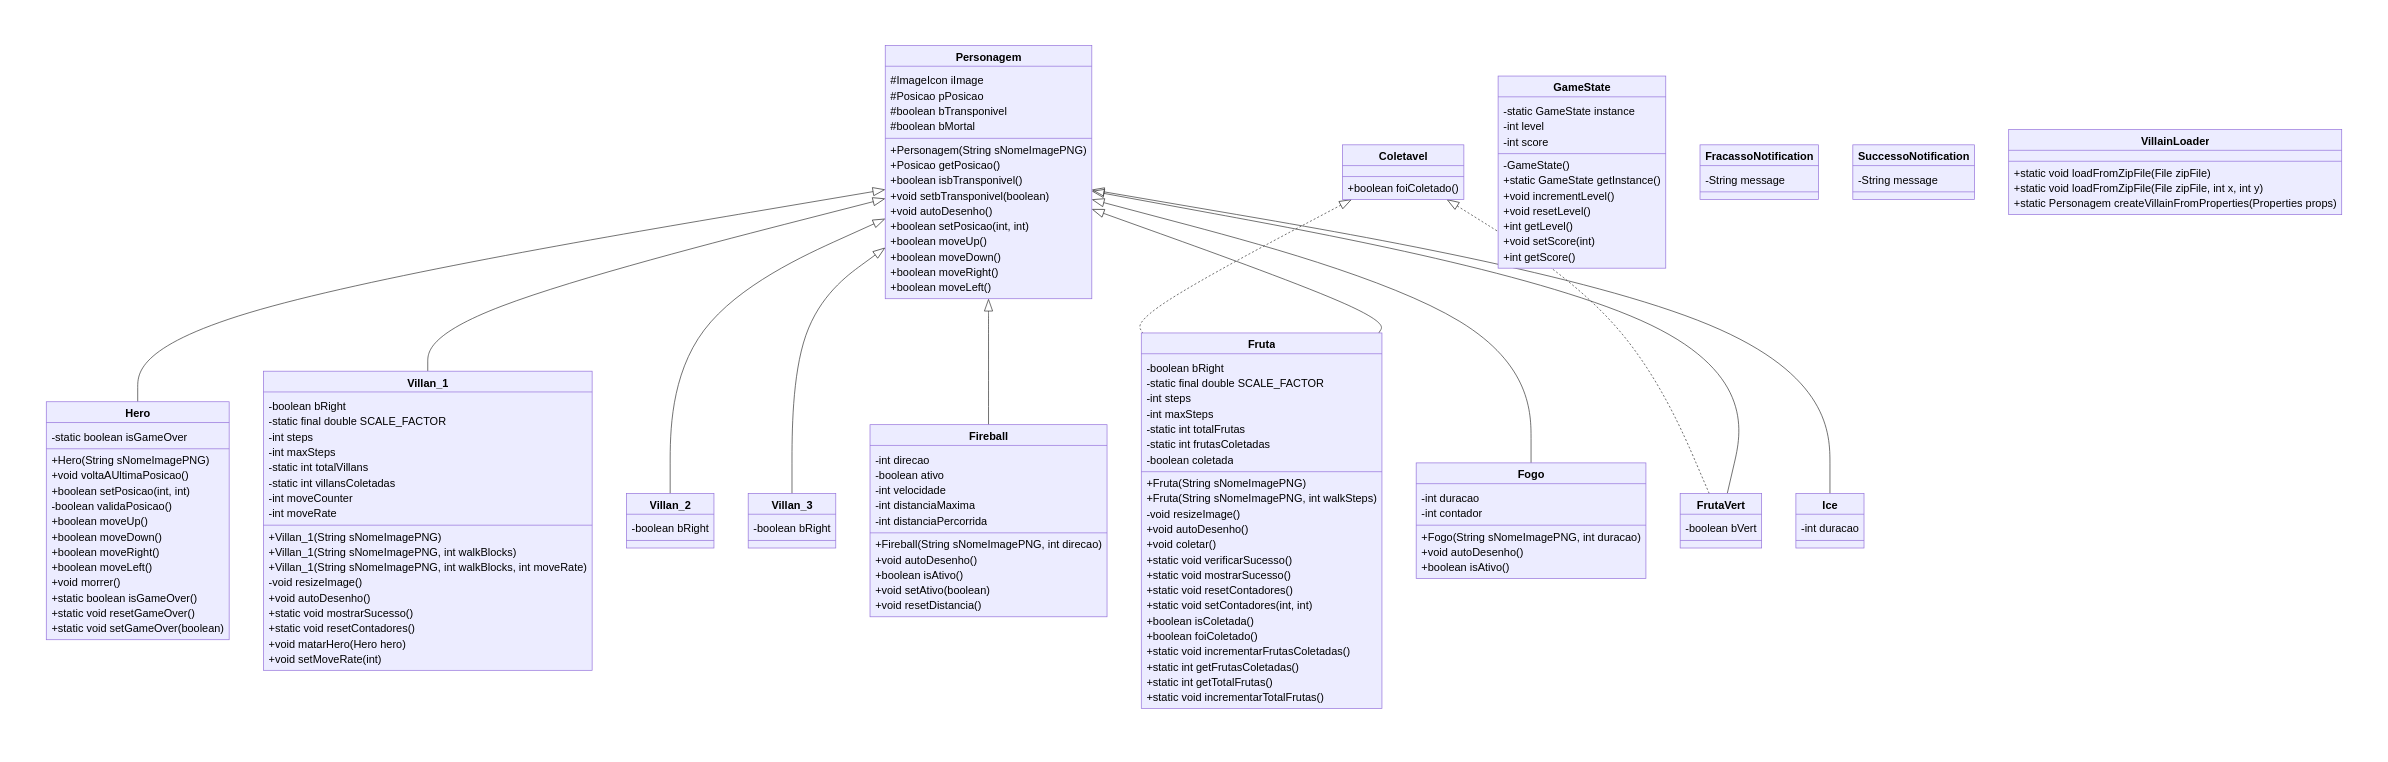 Personagem
#ImageIcon iImage
#Posicao pPosicao
#boolean bTransponivel
#boolean bMortal
+Personagem(String sNomeImagePNG)
+Posicao getPosicao()
+boolean isbTransponivel()
+void setbTransponivel(boolean)
+void autoDesenho()
+boolean setPosicao(int, int)
+boolean moveUp()
+boolean moveDown()
+boolean moveRight()
+boolean moveLeft()
Coletavel
+boolean foiColetado()
GameState
-static GameState instance
-int level
-int score
-GameState()
+static GameState getInstance()
+void incrementLevel()
+void resetLevel()
+int getLevel()
+void setScore(int)
+int getScore()
FracassoNotification
-String message
SuccessoNotification
-String message
VillainLoader
+static void loadFromZipFile(File zipFile)
+static void loadFromZipFile(File zipFile, int x, int y)
+static Personagem createVillainFromProperties(Properties props)
Hero
-static boolean isGameOver
+Hero(String sNomeImagePNG)
+void voltaAUltimaPosicao()
+boolean setPosicao(int, int)
-boolean validaPosicao()
+boolean moveUp()
+boolean moveDown()
+boolean moveRight()
+boolean moveLeft()
+void morrer()
+static boolean isGameOver()
+static void resetGameOver()
+static void setGameOver(boolean)
Villan_1
-boolean bRight
-static final double SCALE_FACTOR
-int steps
-int maxSteps
-static int totalVillans
-static int villansColetadas
-int moveCounter
-int moveRate
+Villan_1(String sNomeImagePNG)
+Villan_1(String sNomeImagePNG, int walkBlocks)
+Villan_1(String sNomeImagePNG, int walkBlocks, int moveRate)
-void resizeImage()
+void autoDesenho()
+static void mostrarSucesso()
+static void resetContadores()
+void matarHero(Hero hero)
+void setMoveRate(int)
Villan_2
-boolean bRight
Villan_3
-boolean bRight
Fireball
-int direcao
-boolean ativo
-int velocidade
-int distanciaMaxima
-int distanciaPercorrida
+Fireball(String sNomeImagePNG, int direcao)
+void autoDesenho()
+boolean isAtivo()
+void setAtivo(boolean)
+void resetDistancia()
Fruta
-boolean bRight
-static final double SCALE_FACTOR
-int steps
-int maxSteps
-static int totalFrutas
-static int frutasColetadas
-boolean coletada
+Fruta(String sNomeImagePNG)
+Fruta(String sNomeImagePNG, int walkSteps)
-void resizeImage()
+void autoDesenho()
+void coletar()
+static void verificarSucesso()
+static void mostrarSucesso()
+static void resetContadores()
+static void setContadores(int, int)
+boolean isColetada()
+boolean foiColetado()
+static void incrementarFrutasColetadas()
+static int getFrutasColetadas()
+static int getTotalFrutas()
+static void incrementarTotalFrutas()
Fogo
-int duracao
-int contador
+Fogo(String sNomeImagePNG, int duracao)
+void autoDesenho()
+boolean isAtivo()
FrutaVert
-boolean bVert
Ice
-int duracao